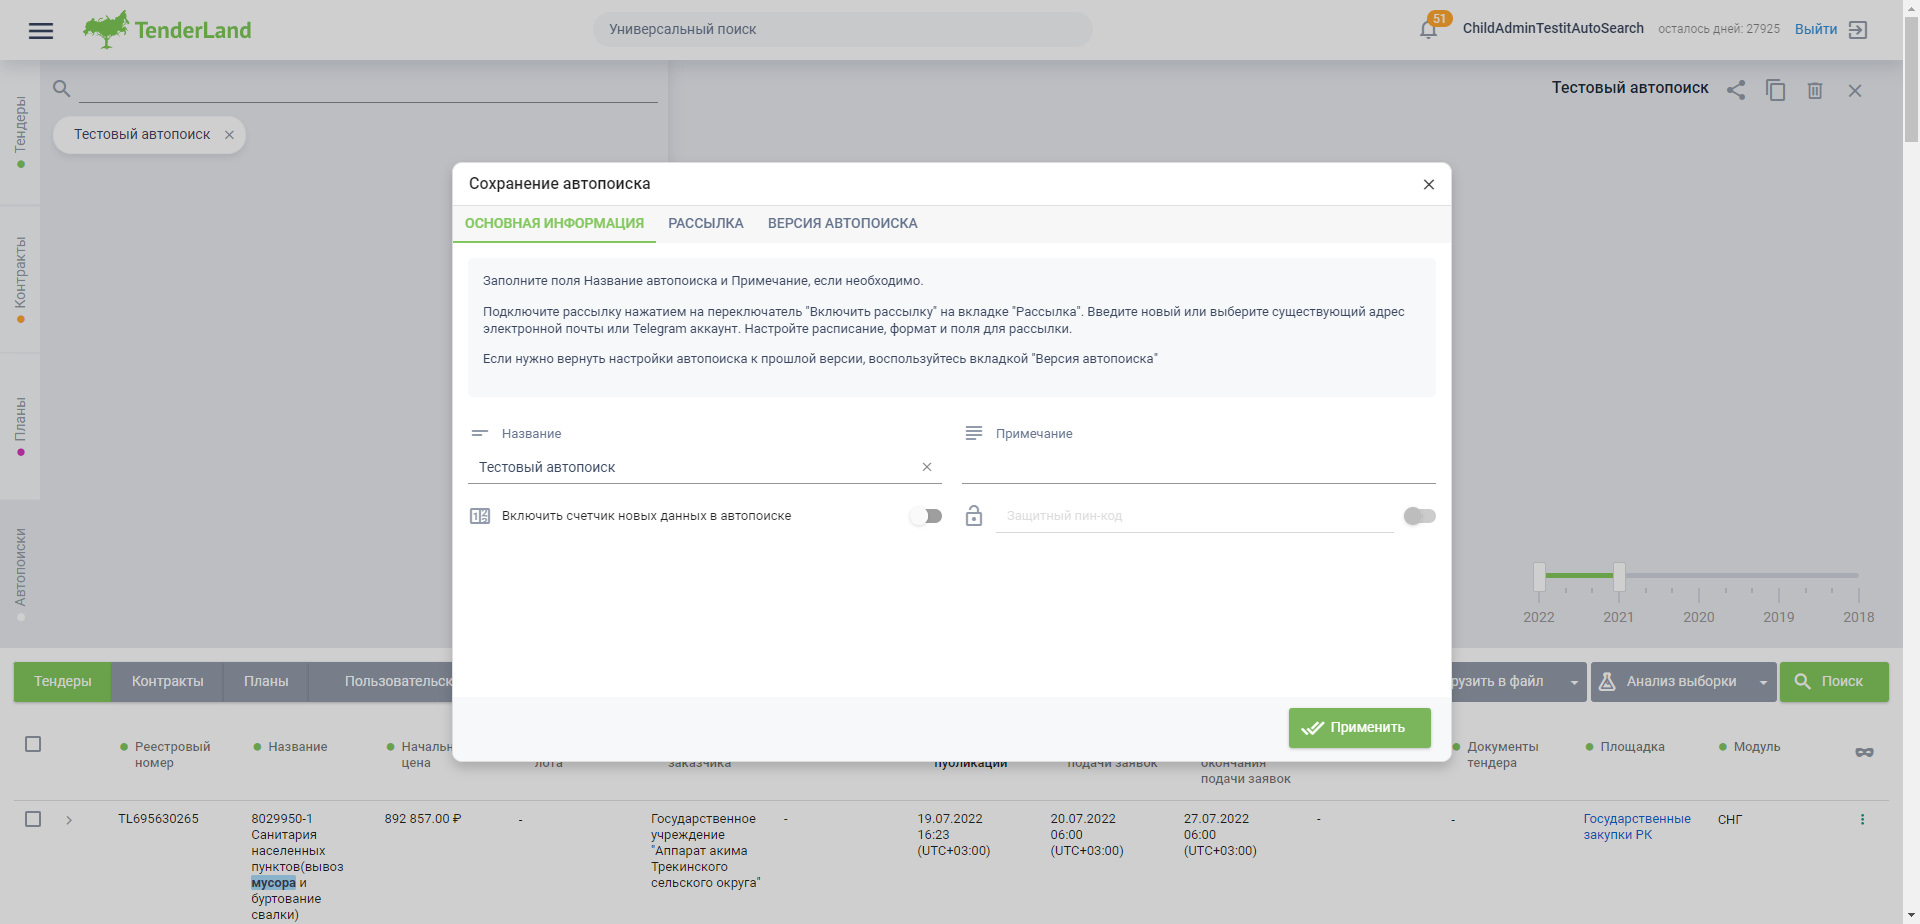 TenderLand
Универсальный поиск
51
ChildAdminTestitAutoSearch
осталось дней: 27925
Выйти
Тендеры
Контракты
Планы
Автопоиски
Тестовый автопоиск
Тестовый автопоиск
Сохранение автопоиска
ОСНОВНАЯ ИНФОРМАЦИЯ
РАССЫЛКА
ВЕРСИЯ АВТОПОИСКА
Заполните поля Название автопоиска и Примечание, если необходимо.
Подключите рассылку нажатием на переключатель "Включить рассылку" на вкладке "Рассылка". Введите новый или выберите существующий адрес
электронной почты или Telegram аккаунт. Настройте расписание, формат и поля для рассылки.
Если нужно вернуть настройки автопоиска к прошлой версии, воспользуйтесь вкладкой "Версия автопоиска"
Название
Примечание
Тестовый автопоиск
Включить счетчик новых данных в автопоиске
Защитный пин-код
Применить
2022
2021
2020
2019
2018
Тендеры
Контракты
Планы
Пользовательск
рузить в файл
Анализ выборки
Поиск
Реестровый
номер
Название
Начальн
цена
лота
заказчика
публикации
подачи заявок
окончания
подачи заявок
Документы
тендера
Площадка
Модуль
TL695630265
8029950-1
Санитария
населенных
пунктов(вывоз
мусора и
буртование
свалки)
892 857.00 ₽
-
Государственное
учреждение
"Аппарат акима
Трекинского
сельского округа"
-
19.07.2022
16:23
(UTC+03:00)
20.07.2022
06:00
(UTC+03:00)
27.07.2022
06:00
(UTC+03:00)
-
-
Государственные
закупки РК
СНГ